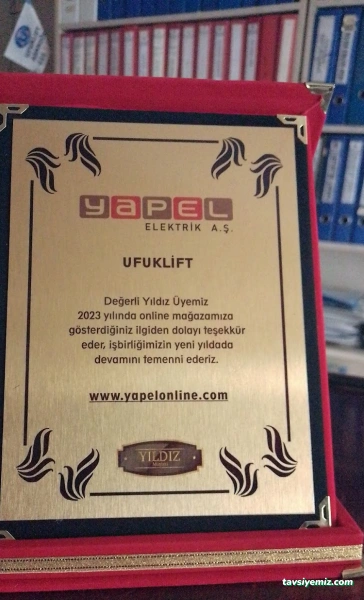 YAPEL
ELEKTRİK A.Ş.
UFUKLİFT
Değerli Yıldız Üyemiz
2023 yılında online mağazamıza
gösterdiğiniz ilgiden dolayı teşekkür
eder, işbirliğimizin yeni yıldada
devamını temenni ederiz.
www.yapelonline.com
YILDIZ
tavsiyemiz.com